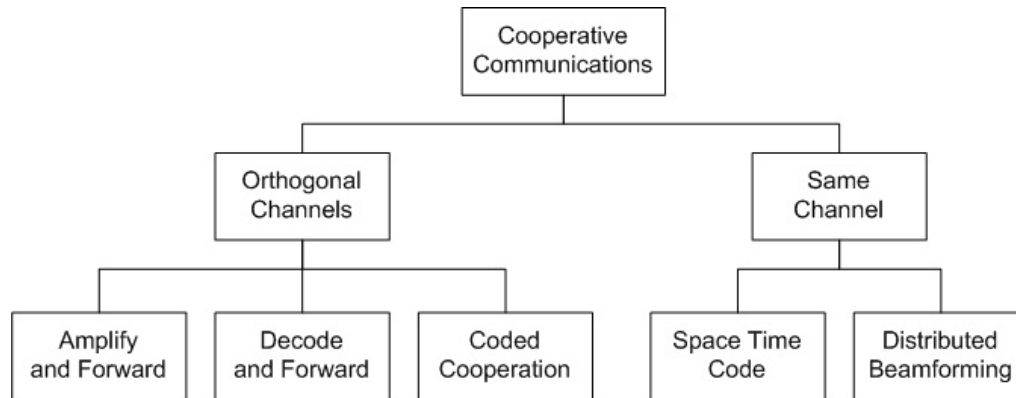 Cooperative
Communications
Orthogonal
Channels
Same
Channel
Amplify
and Forward
Decode
and Forward
Coded
Cooperation
Space Time
Code
Distributed
Beamforming